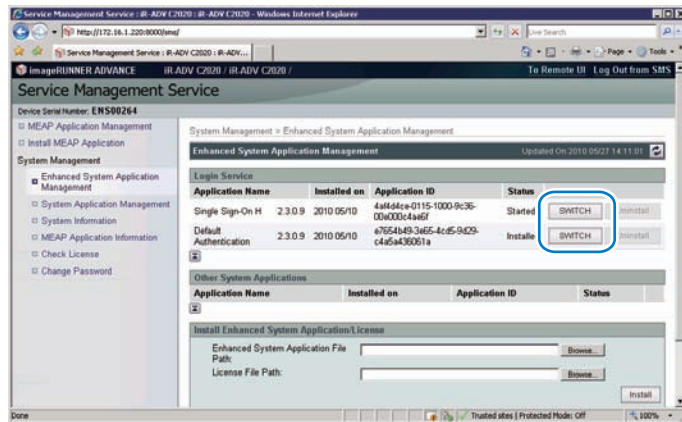 Service Management Service : iR-ADV C2020 : iR-ADV C2020 - Windows Internet Explorer
http://172.16.1.220:8000/sms/
Live Search
Service Management Service : iR-ADV C2020 : iR-ADV...
Page
Tools
imageRUNNER ADVANCE iR-ADV C2020 / iR-ADV C2020 /
To Remote UI Log Out from SMS
Service Management Service
Device Serial Number: ENS00264
MEAP Application Management
Install MEAP Application
System Management
Enhanced System Application
Management
System Application Management
System Information
MEAP Application Information
Check License
Change Password
System Management > Enhanced System Application Management
Enhanced System Application Management
Updated On 2010 05/27 14:11:01
Login Service
Application Name Installed on Application ID Status
Single Sign-On H 2.3.0.9 2010 05/10 4af4d4ce-0115-1000-9c36-
00e000c4ae6f Started SWITCH Uninstall
Default
Authentication 2.3.0.9 2010 05/10 e7654b49-3e65-4cd5-9d29-
c4a5a436061a Installe SWITCH Uninstall
Other System Applications
Application Name Installed on Application ID Status
Install Enhanced System Application/License
Enhanced System Application File
Path:
Browse...
License File Path:
Browse...
Install
Done
Trusted sites | Protected Mode: Off
100%